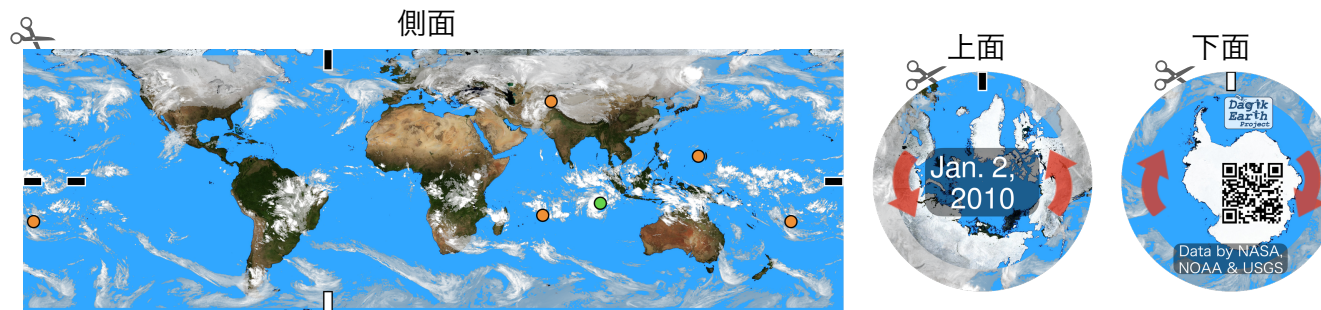 側面
上面
下面
Jan. 2,
2010
Dagik
Earth
Project
Data by NASA,
NOAA & USGS